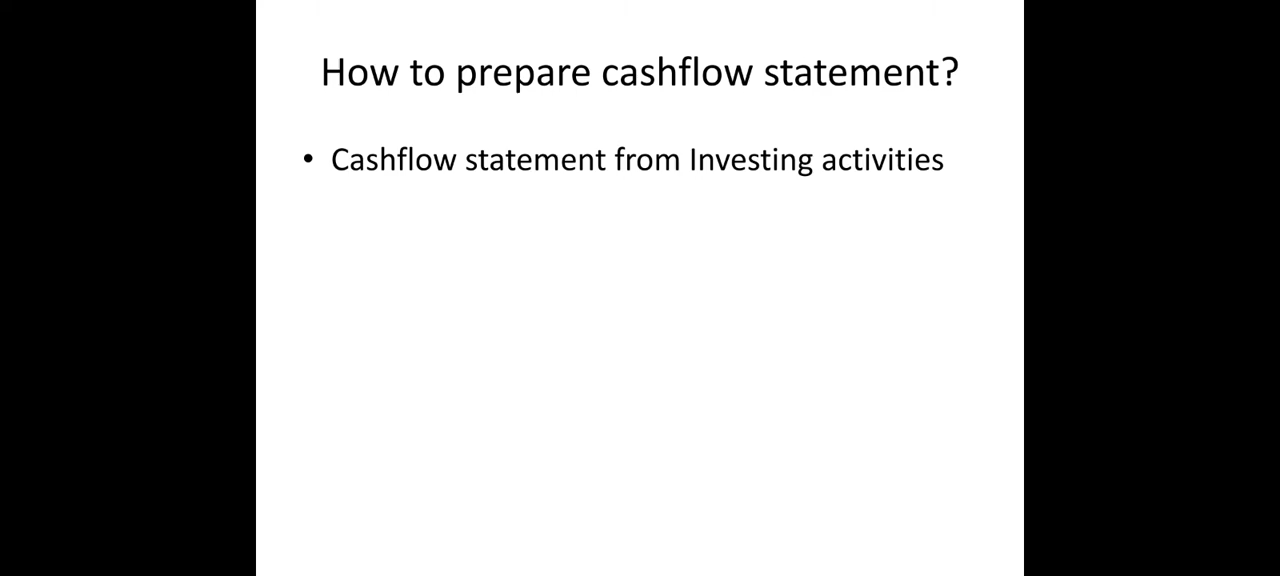 How to prepare cashflow statement?
• Cashflow statement from Investing activities